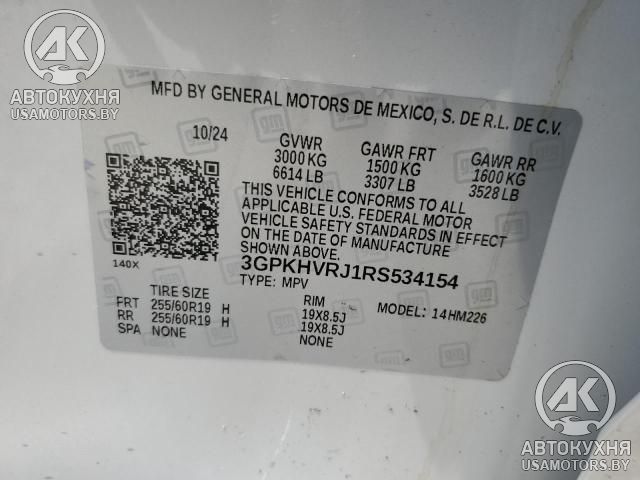 АК
АВТОКУХНЯ
USAMOTORS.BY
MFD BY GENERAL MOTORS DE MEXICO, S. DE R.L. DE C.V.
10/24
GVWR
3000 KG
6614 LB
GAWR FRT
1500 KG
3307 LB
GAWR RR
1600 KG
3528 LB
THIS VEHICLE CONFORMS TO ALL
APPLICABLE U.S. FEDERAL MOTOR
VEHICLE SAFETY STANDARDS IN EFFECT
ON THE DATE OF MANUFACTURE
SHOWN ABOVE.
3GPKHVRJ1RS534154
140X
TYPE: MPV
MODEL: 14HM226
TIRE SIZE
FRT 255/60R19 H
RR 255/60R19 H
SPA NONE
RIM
19X8.5J
19X8.5J
NONE
АК
АВТОКУХНЯ
USAMOTORS.BY